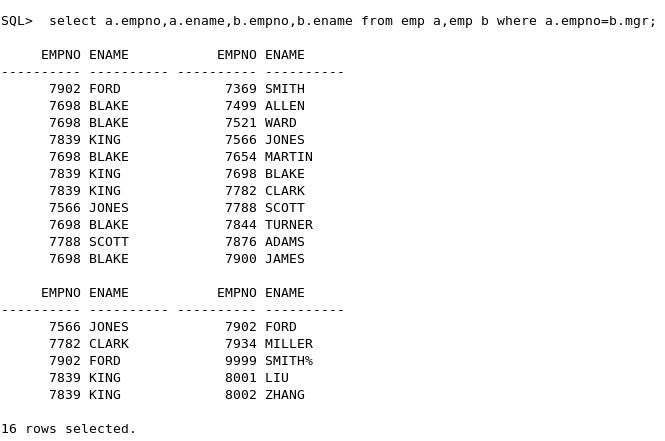 SQL>  select a.empno,a.ename,b.empno,b.ename from emp a,emp b where a.empno=b.mgr;
     EMPNO ENAME           EMPNO ENAME
---------- ---------- ---------- ----------
      7902 FORD             7369 SMITH
      7698 BLAKE            7499 ALLEN
      7698 BLAKE            7521 WARD
      7839 KING             7566 JONES
      7698 BLAKE            7654 MARTIN
      7839 KING             7698 BLAKE
      7839 KING             7782 CLARK
      7566 JONES            7788 SCOTT
      7698 BLAKE            7844 TURNER
      7788 SCOTT            7876 ADAMS
      7698 BLAKE            7900 JAMES
     EMPNO ENAME           EMPNO ENAME
---------- ---------- ---------- ----------
      7566 JONES            7902 FORD
      7782 CLARK            7934 MILLER
      7902 FORD             9999 SMITH%
      7839 KING             8001 LIU
      7839 KING             8002 ZHANG
16 rows selected.